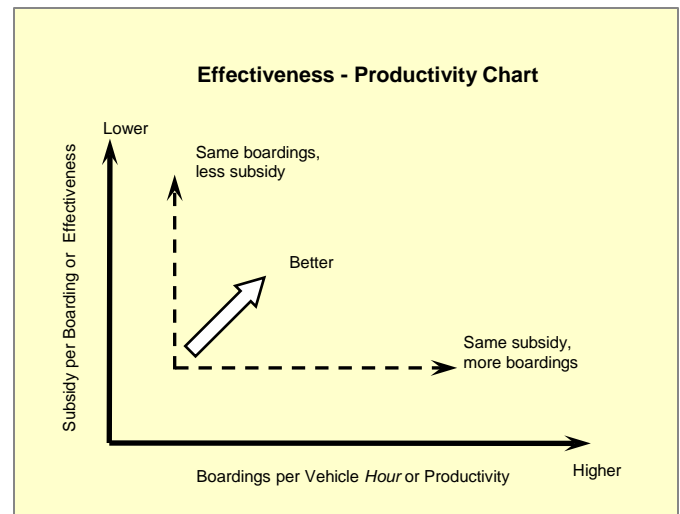 Effectiveness - Productivity Chart
Lower
Same boardings,
less subsidy
Subsidy per Boarding or Effectiveness
Better
Same subsidy,
more boardings
Boardings per Vehicle Hour or Productivity
Higher